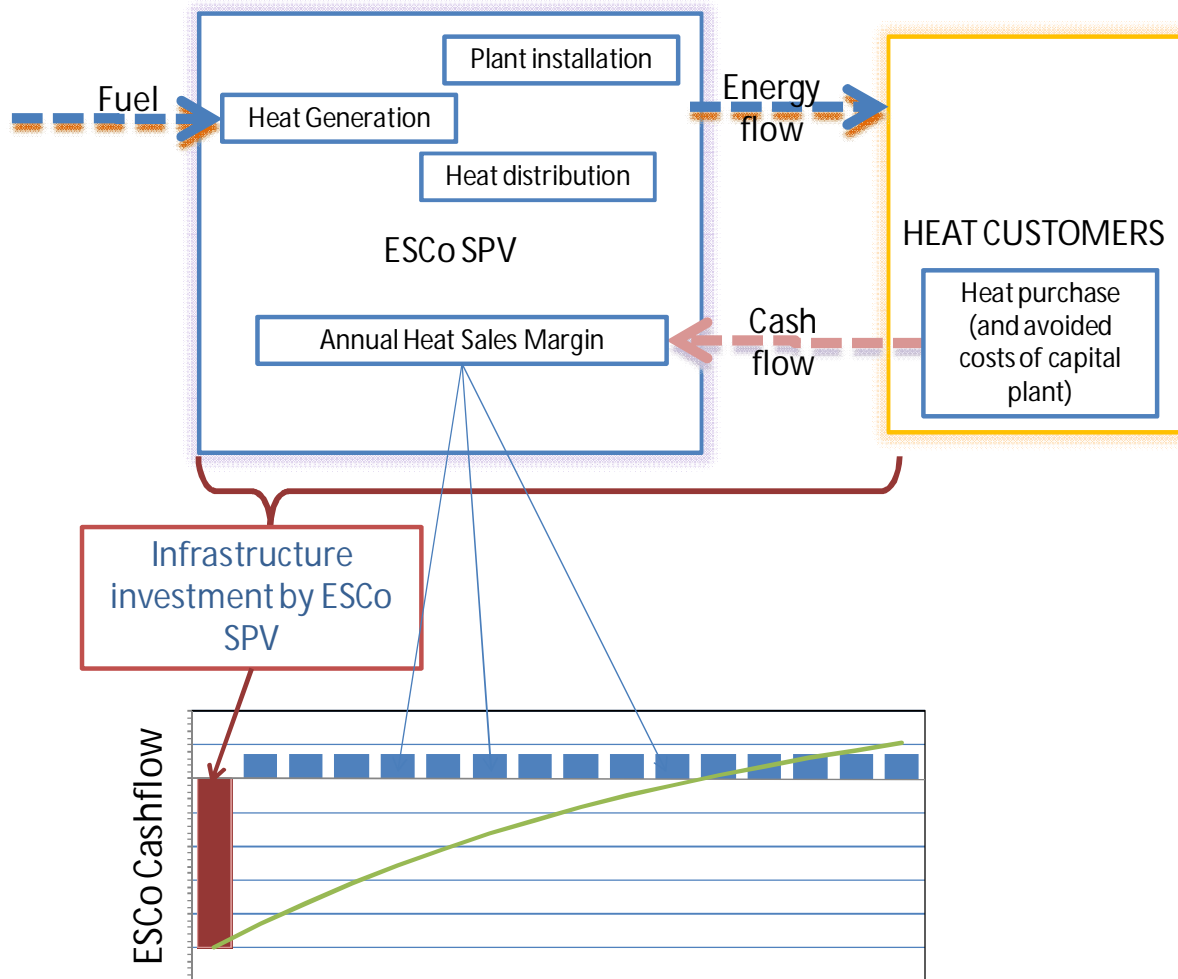 Plant installation
Fuel
Heat Generation
Energy
flow
Heat distribution
ESCo SPV
HEAT CUSTOMERS
Heat purchase
(and avoided
costs of capital
plant)
Annual Heat Sales Margin
Cash
flow
Infrastructure
investment by ESCo
SPV
ESCo Cashflow